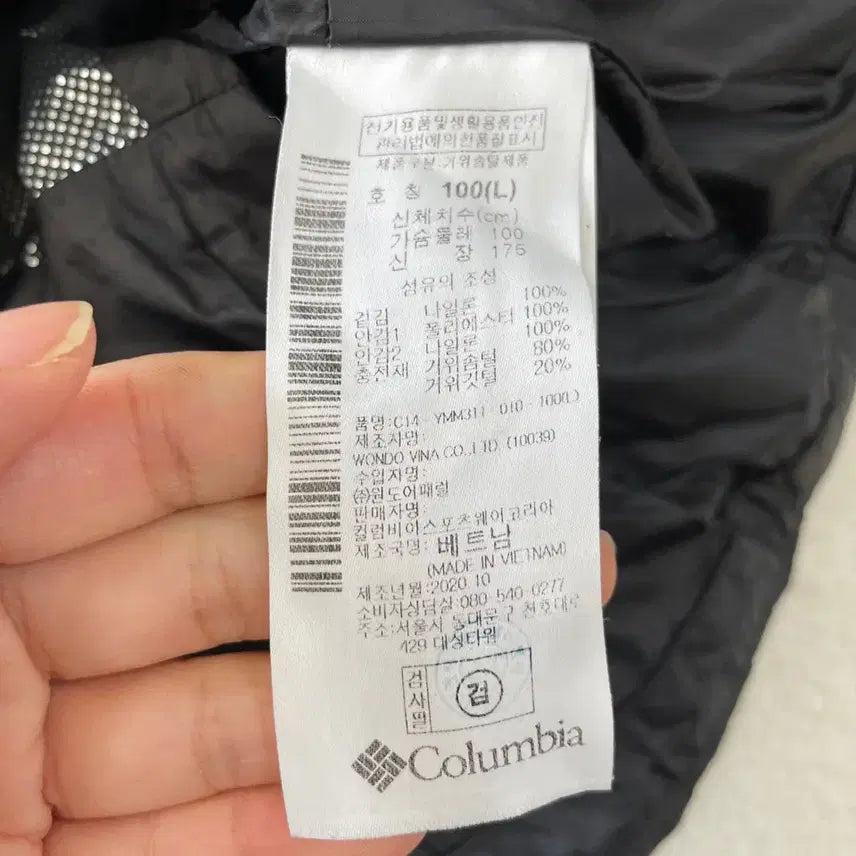 전기용품및생활용품안전
관리법에의한품질표시
제품구분:거위솜털제품
호 칭 100(L)
신체치수(cm)
가슴둘레 100
신 장 175
섬유의 조성
겉감 나일론 100%
안감1 폴리에스터 100%
안감2 나일론 100%
충전재 거위솜털 80%
거위깃털 20%
품명:C14-YMM311-010-100(L)
제조자명:
WONDO VINA CO.,LTD. (10039)
수입자명:
㈜원도어패럴
판매자명:
컬럼비아스포츠웨어코리아
제조국명: 베트남
(MADE IN VIETNAM)
제조년월:2020.10
소비자상담실:080-540-0277
주소:서울시 동대문구 천호대로
429 대싱타워
검사필
검
Columbia